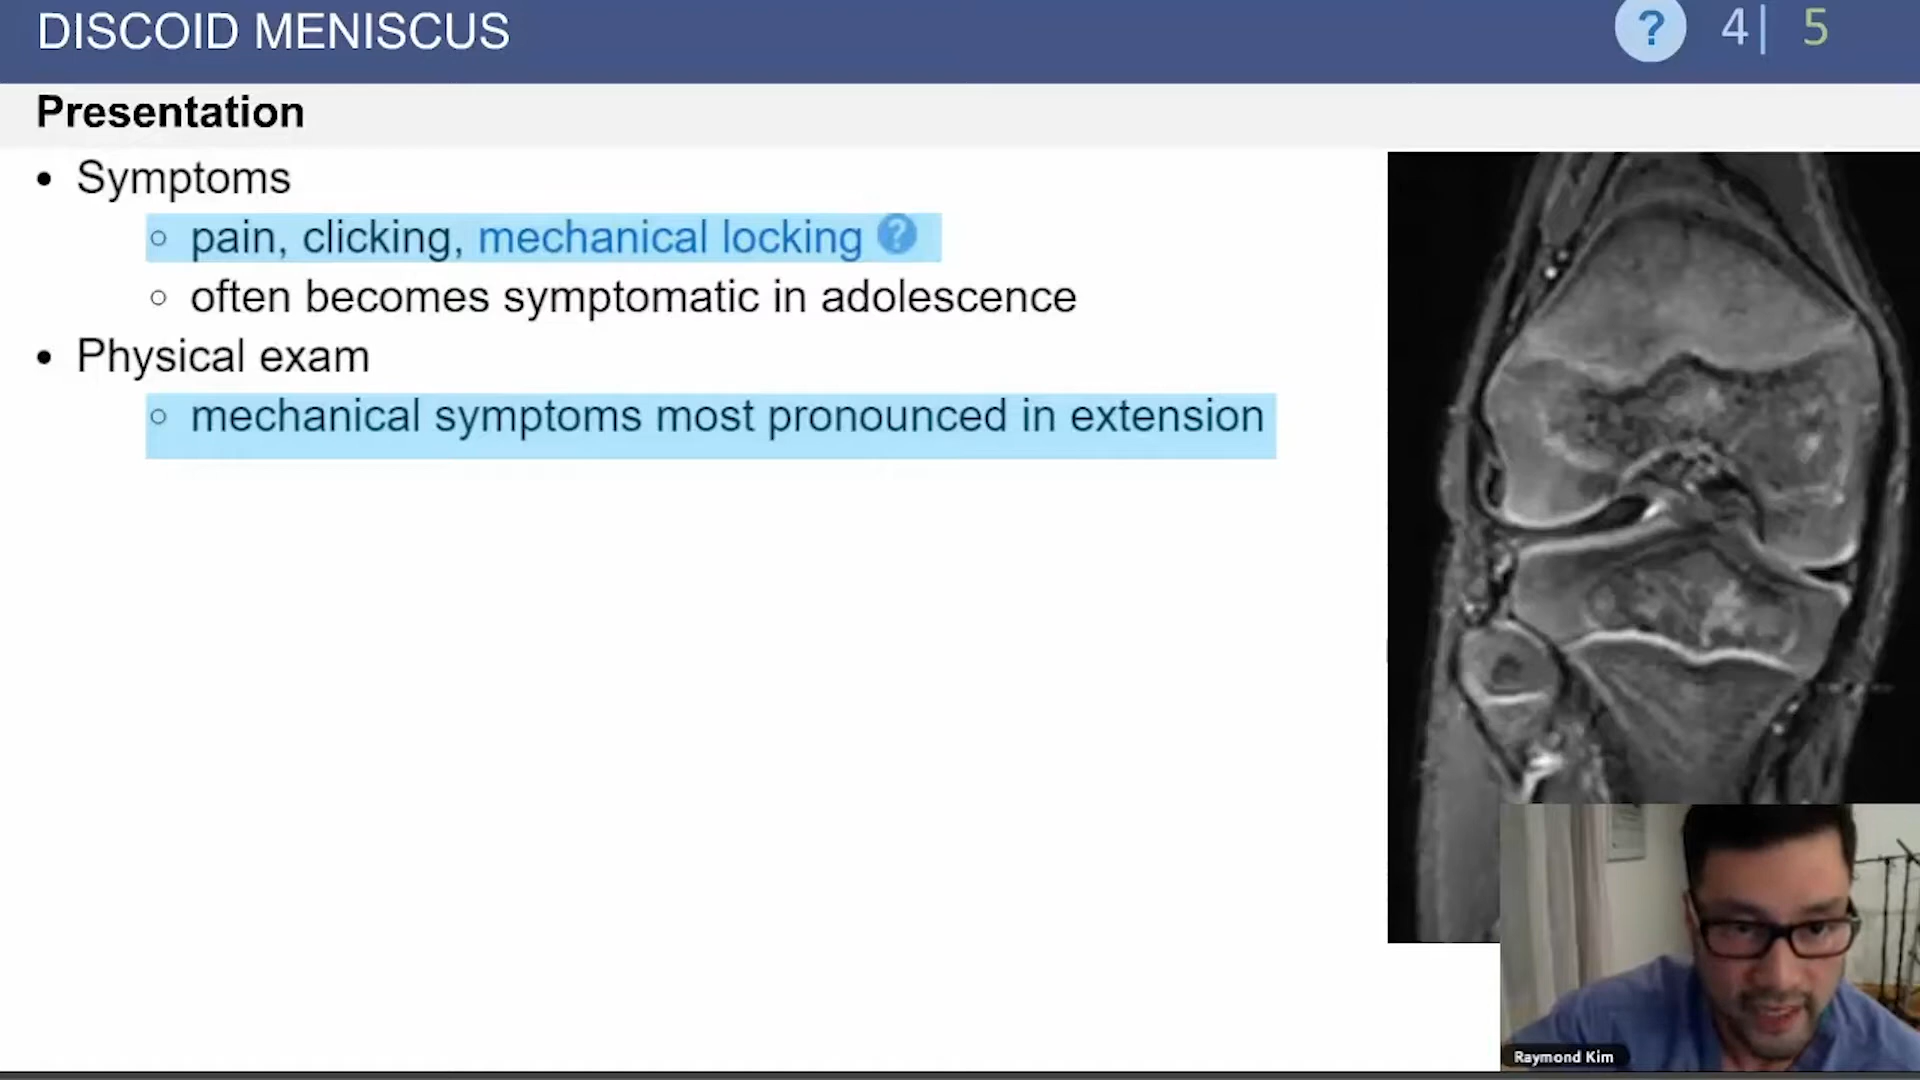 DISCOID MENISCUS
? 4| 5
Presentation
• Symptoms
○ pain, clicking, mechanical locking ?
○ often becomes symptomatic in adolescence
• Physical exam
○ mechanical symptoms most pronounced in extension
Raymond Kim